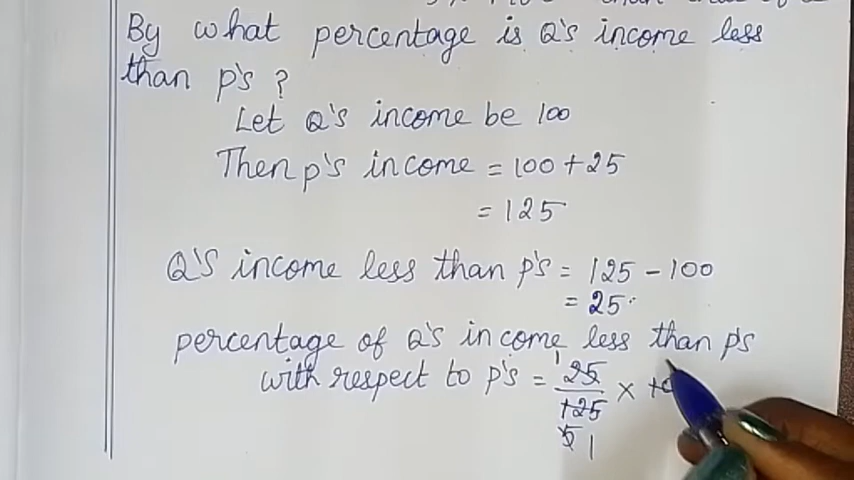 By what percentage is Q's income less
than p's ?
Let Q's income be 100
Then p's income = 100 + 25
= 125
Q'S income less than p's = 125 - 100
= 25
percentage of Q's income less than p's
with respect to p's = 25/125 ×
1
5 1